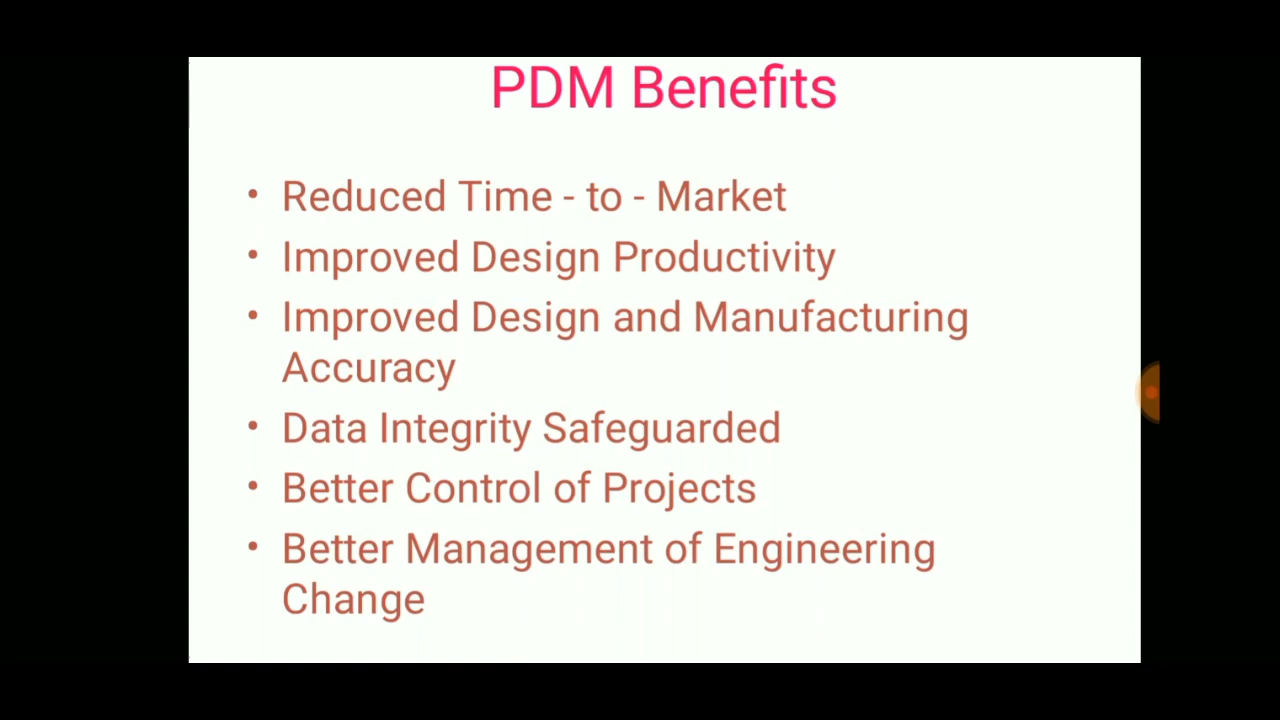 PDM Benefits
• Reduced Time - to - Market
• Improved Design Productivity
• Improved Design and Manufacturing
Accuracy
• Data Integrity Safeguarded
• Better Control of Projects
• Better Management of Engineering
Change